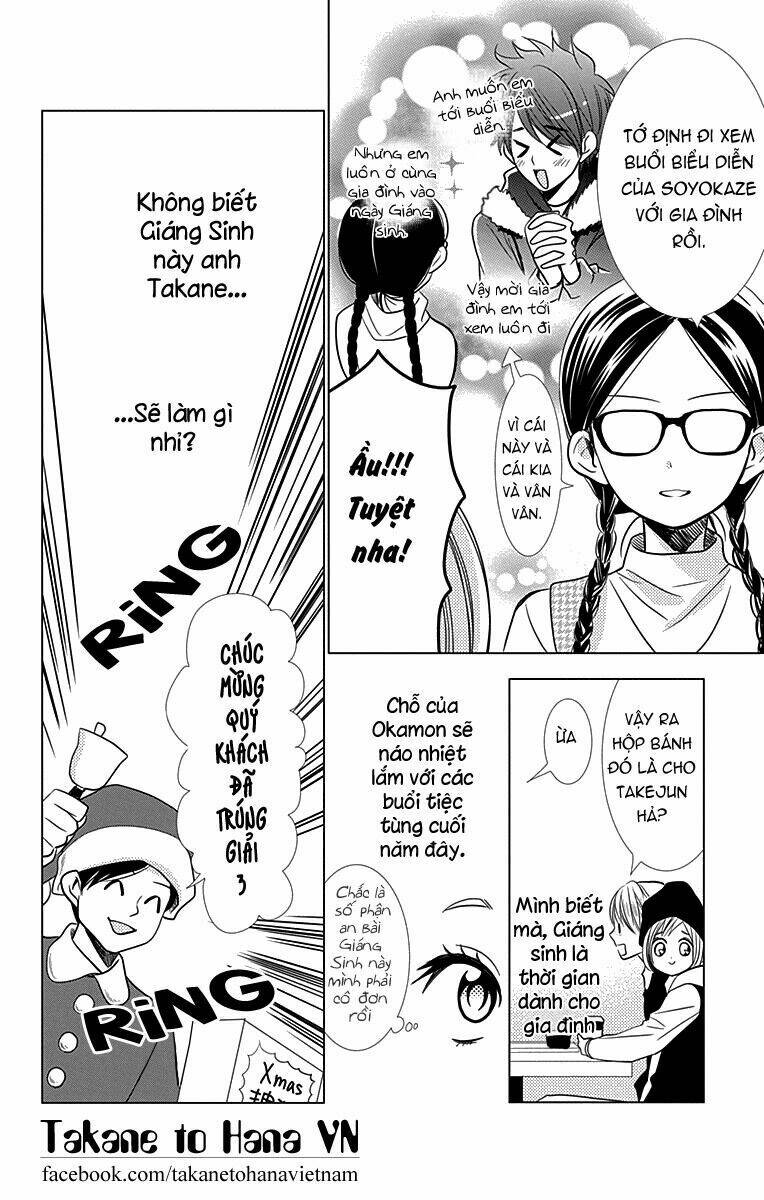 TỚ ĐỊNH ĐI XEM
BUỔI BIỂU DIỄN
CỦA SOYOKAZE
VỚI GIA ĐÌNH
RỒI.
Anh muốn em
tới buổi biểu
diễn.
Nhưng em
luôn ở cùng
gia đình vào
ngày Giáng
sinh.
Vậy mời gia
đình em tới
xem luôn đi
VÌ CÁI
NÀY VÀ
CÁI KIA
VÀ VÂN
VÂN.
Ầu!!!
Tuyệt
nha!
VẬY RA
HỘP BÁNH
ĐÓ LÀ CHO
TAKEJUN
HẢ?
ỪA
Mình biết
mà, Giáng
sinh là
thời gian
dành cho
gia đình
Chỗ của
Okamon sẽ
náo nhiệt
lắm với các
buổi tiệc
tùng cuối
năm đây.
Chắc là
số phận
an bài
Giáng
Sinh này
mình phải
cô đơn
rồi
Không biết
Giáng Sinh
này anh
Takane...
...Sẽ làm gì
nhỉ?
RING
CHÚC
MỪNG
QUÝ
KHÁCH
ĐÃ
TRÚNG
GIẢI
3
RING
Xmas
Takane to Hana VN
facebook.com/takanetohanavietnam